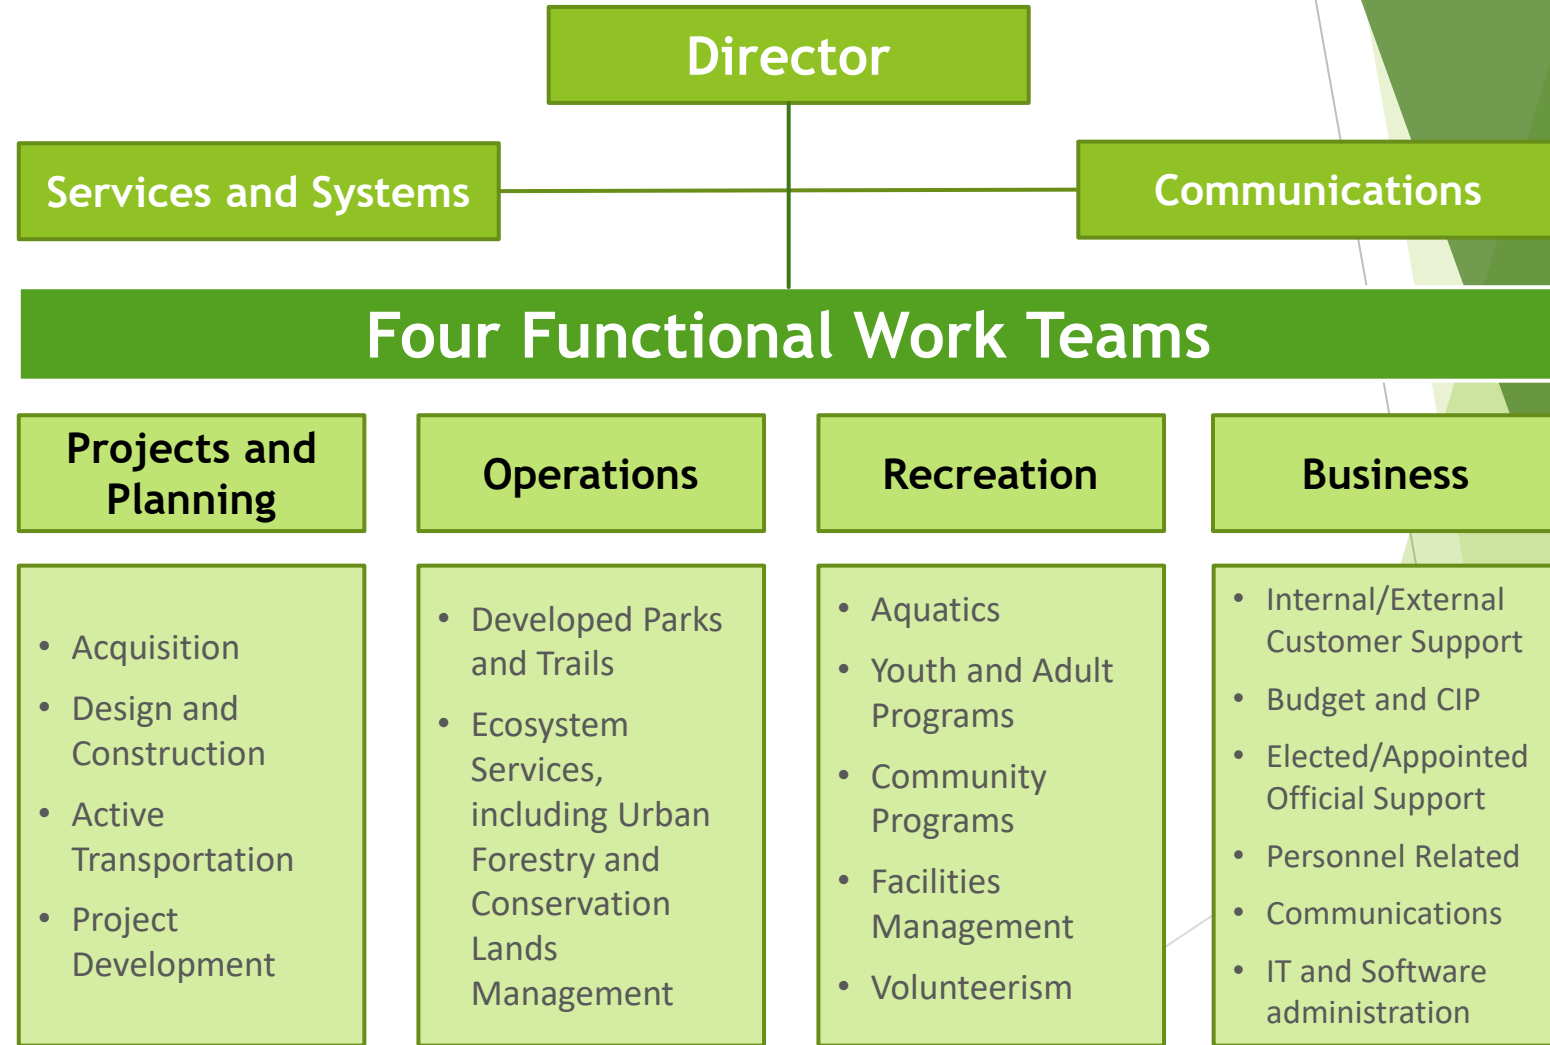 Director
Services and Systems
Communications
Four Functional Work Teams
Projects and
Planning
Operations
Recreation
Business
• Acquisition
• Design and
Construction
• Active
Transportation
• Project
Development
• Developed Parks
and Trails
• Ecosystem
Services,
including Urban
Forestry and
Conservation
Lands
Management
• Aquatics
• Youth and Adult
Programs
• Community
Programs
• Facilities
Management
• Volunteerism
• Internal/External
Customer Support
• Budget and CIP
• Elected/Appointed
Official Support
• Personnel Related
• Communications
• IT and Software
administration